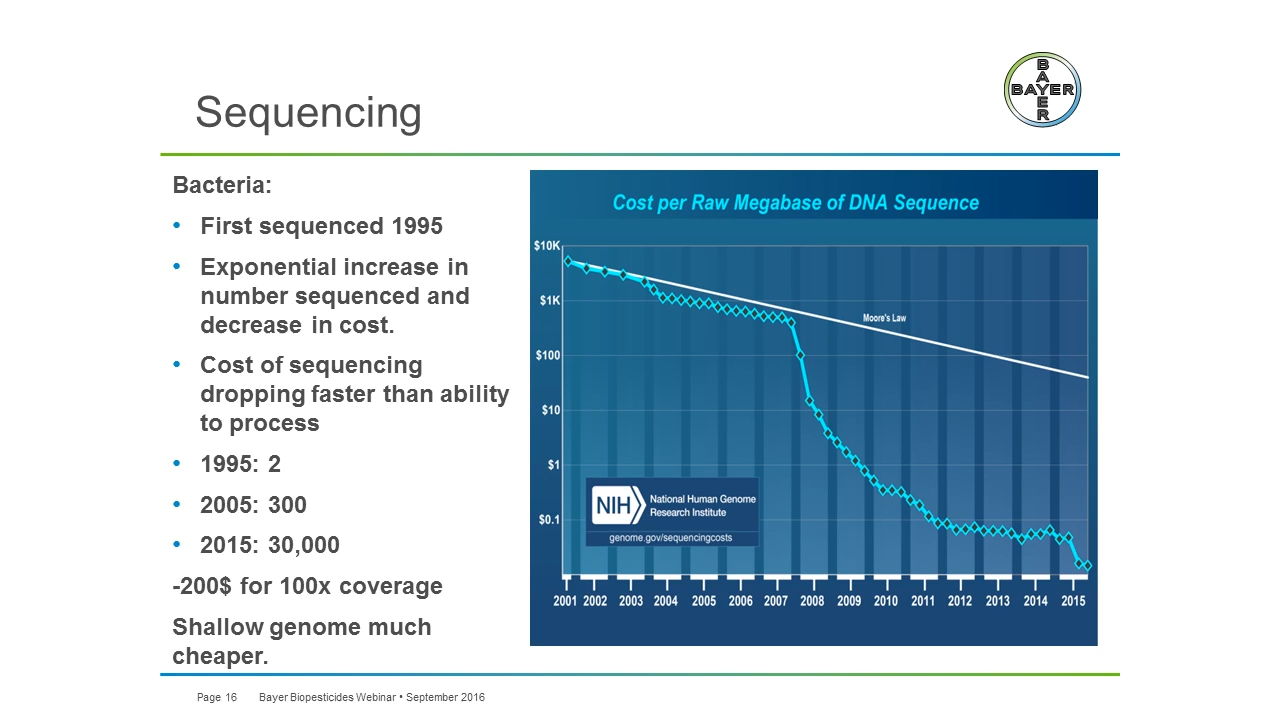 Sequencing
BAYER
BAYER
Bacteria:
• First sequenced 1995
• Exponential increase in
number sequenced and
decrease in cost.
• Cost of sequencing
dropping faster than ability
to process
• 1995: 2
• 2005: 300
• 2015: 30,000
-200$ for 100x coverage
Shallow genome much
cheaper.
Cost per Raw Megabase of DNA Sequence
$10K
$1K
$100
$10
$1
$0.1
Moore's Law
NIH
National Human Genome
Research Institute
genome.gov/sequencingcosts
2001 2002 2003 2004 2005 2006 2007 2008 2009 2010 2011 2012 2013 2014 2015
Page 16 Bayer Biopesticides Webinar • September 2016